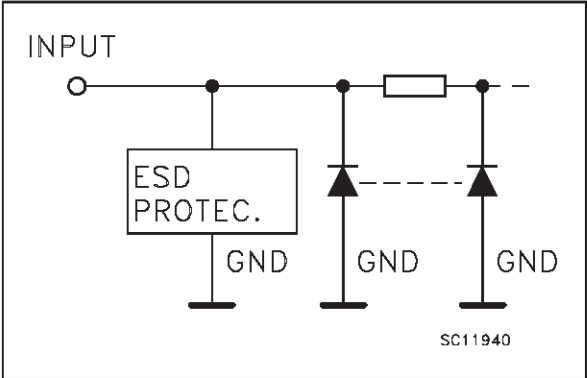 INPUT
ESD
PROTEC.
GND
GND
GND
SC11940